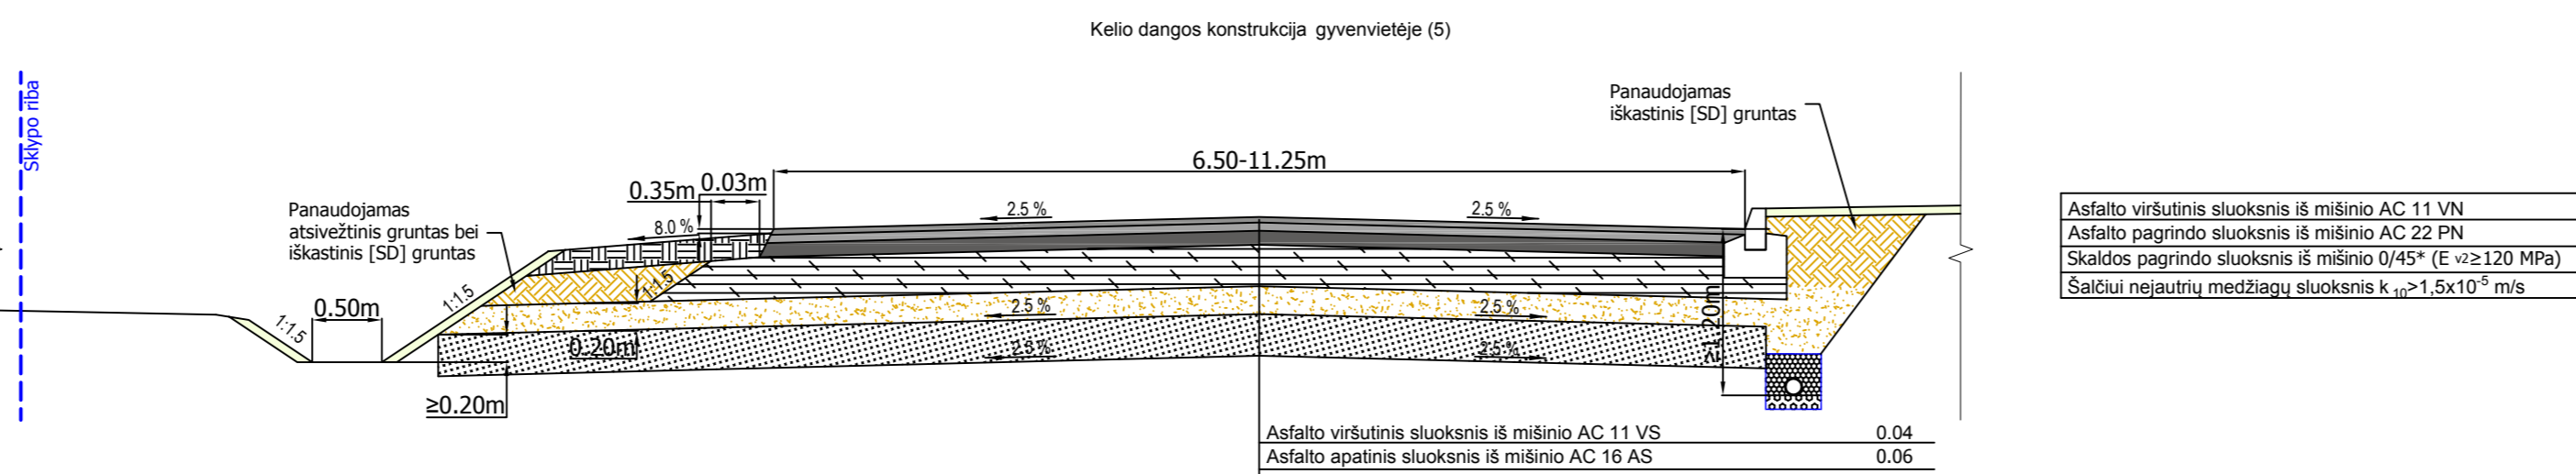 Kelio dangos konstrukcija gyvenvietėje (5)
Sklypo riba
Panaudojamas
iškastinis [SD] gruntas
6.50-11.25m
0.35m
0.03m
Panaudojamas
atsivežtinis gruntas bei
iškastinis [SD] gruntas
8.0 %
2.5 %
2.5 %
1:1.5
0.50m
1:1.5
1:1.5
2.5 %
2.5 %
0.20m
2.5 %
2.5 %
≥1.20m
≥0.20m
Asfalto viršutinis sluoksnis iš mišinio AC 11 VS 0.04
Asfalto apatinis sluoksnis iš mišinio AC 16 AS 0.06
Asfalto viršutinis sluoksnis iš mišinio AC 11 VN
Asfalto pagrindo sluoksnis iš mišinio AC 22 PN
Skaldos pagrindo sluoksnis iš mišinio 0/45* (E v2≥120 MPa)
Šalčiui nejautrių medžiagų sluoksnis k 10>1,5x10-5 m/s